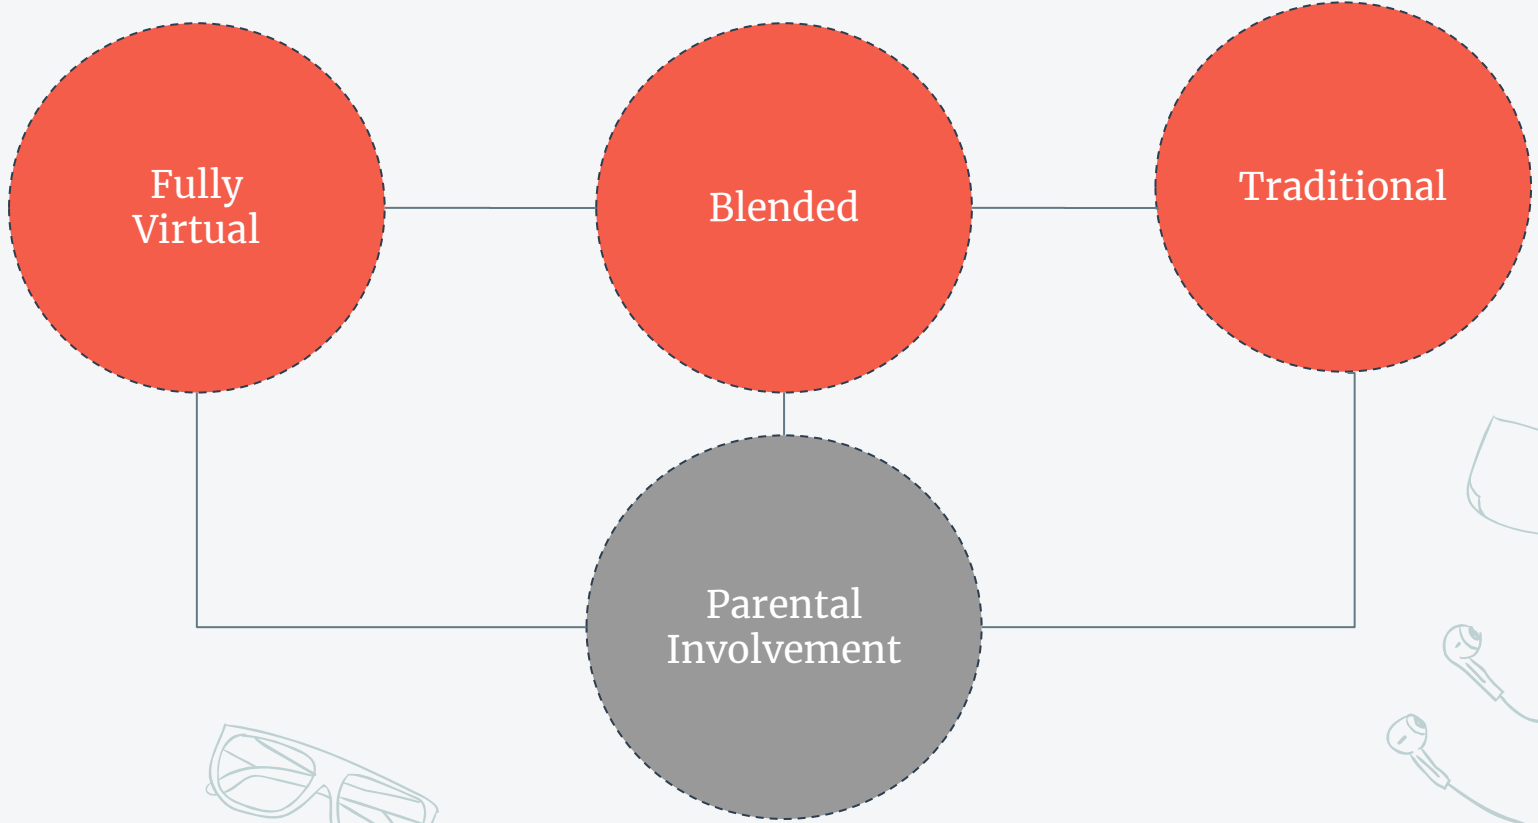 Fully
Virtual
Blended
Traditional
Parental
Involvement